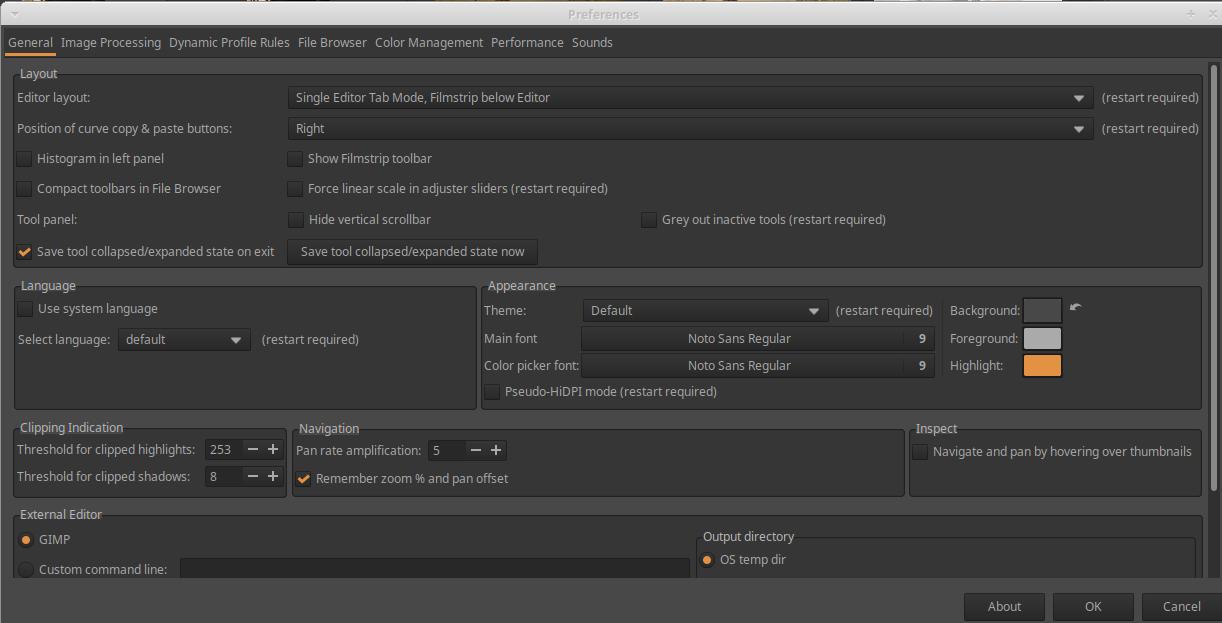 Preferences
General Image Processing Dynamic Profile Rules File Browser Color Management Performance Sounds
Layout
Editor layout: Single Editor Tab Mode, Filmstrip below Editor (restart required)
Position of curve copy & paste buttons: Right (restart required)
Histogram in left panel Show Filmstrip toolbar
Compact toolbars in File Browser Force linear scale in adjuster sliders (restart required)
Tool panel: Hide vertical scrollbar Grey out inactive tools (restart required)
Save tool collapsed/expanded state on exit Save tool collapsed/expanded state now
Language
Use system language
Select language: default (restart required)
Appearance
Theme: Default (restart required) Background:
Main font Noto Sans Regular 9 Foreground:
Color picker font: Noto Sans Regular 9 Highlight:
Pseudo-HiDPI mode (restart required)
Clipping Indication
Threshold for clipped highlights: 253 − +
Threshold for clipped shadows: 8 − +
Navigation
Pan rate amplification: 5 − +
Remember zoom % and pan offset
Inspect
Navigate and pan by hovering over thumbnails
External Editor
GIMP
Custom command line:
Output directory
OS temp dir
About OK Cancel